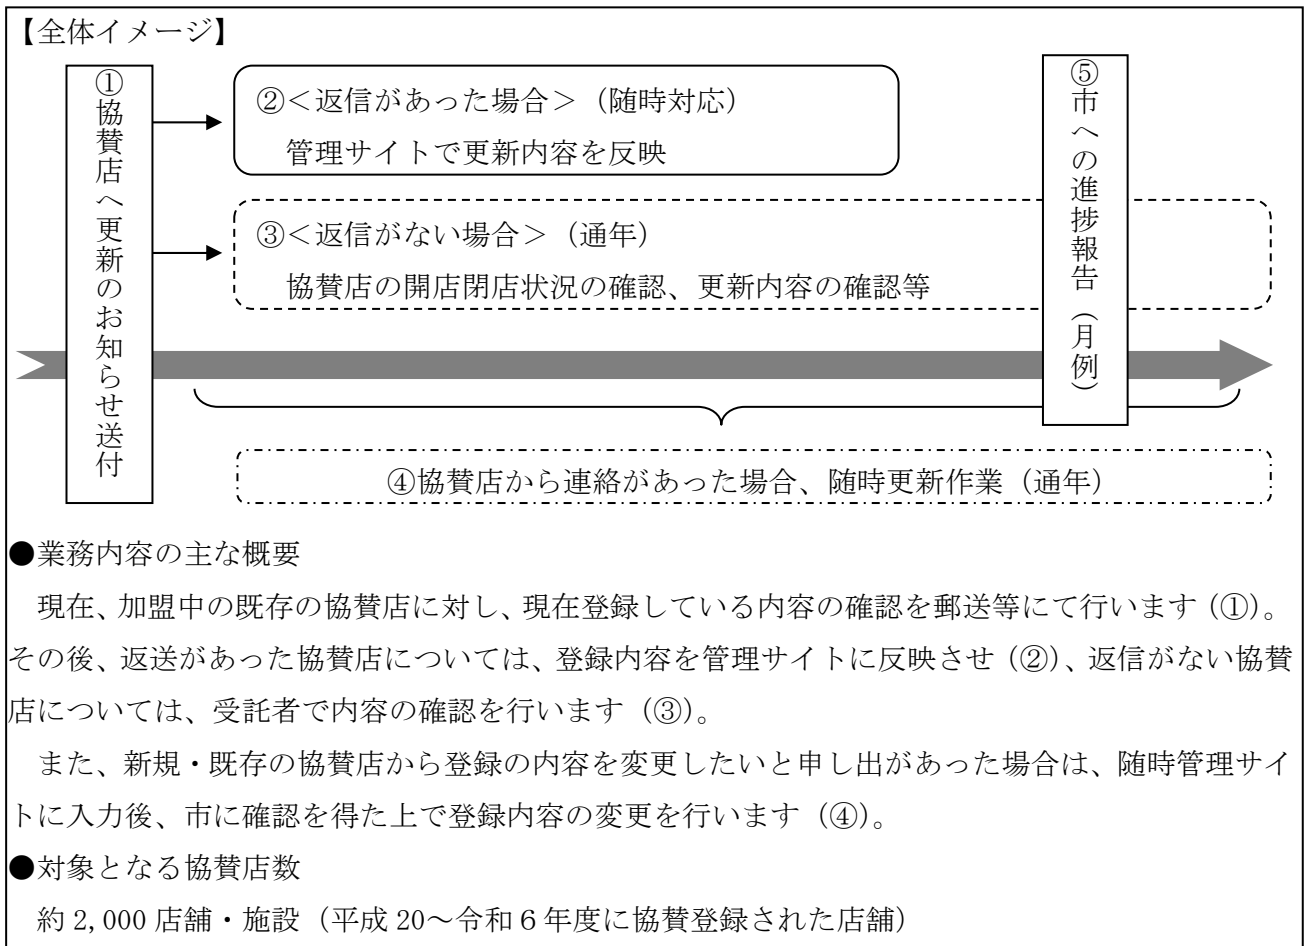 【全体イメージ】
①協賛店へ更新のお知らせ送付
②＜返信があった場合＞（随時対応）
管理サイトで更新内容を反映
③＜返信がない場合＞（通年）
協賛店の開店閉店状況の確認、更新内容の確認等
⑤市への進捗報告（月例）
④協賛店から連絡があった場合、随時更新作業（通年）
●業務内容の主な概要
現在、加盟中の既存の協賛店に対し、現在登録している内容の確認を郵送等にて行います（①）。
その後、返送があった協賛店については、登録内容を管理サイトに反映させ（②）、返信がない協賛
店については、受託者で内容の確認を行います（③）。
また、新規・既存の協賛店から登録の内容を変更したいと申し出があった場合は、随時管理サイ
トに入力後、市に確認を得た上で登録内容の変更を行います（④）。
●対象となる協賛店数
約 2,000 店舗・施設（平成 20～令和６年度に協賛登録された店舗）